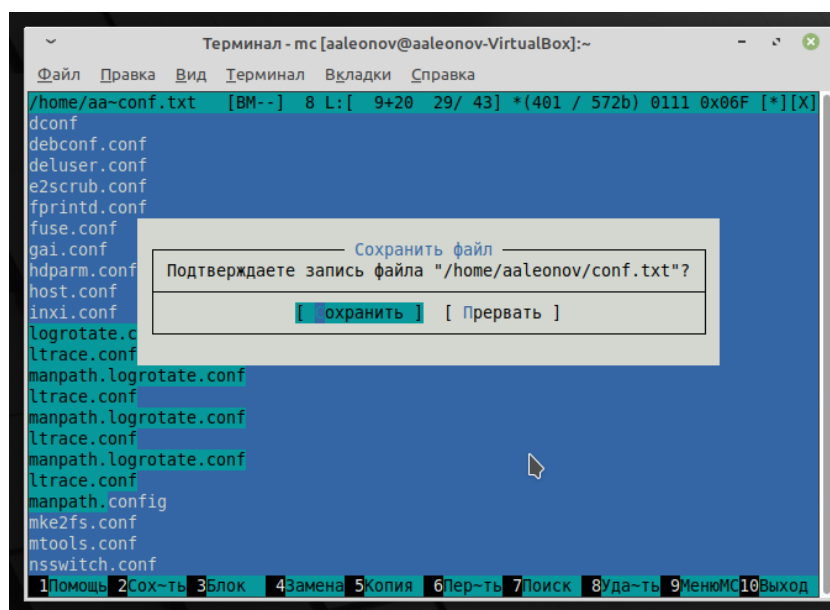 Терминал - mc [aaleonov@aaleonov-VirtualBox]:~
Файл Правка Вид Терминал Вкладки Справка
/home/aa~conf.txt [BM--] 8 L:[ 9+20 29/ 43] *(401 / 572b) 0111 0x06F [*][X]
dconf
debconf.conf
deluser.conf
e2scrub.conf
fprintd.conf
fuse.conf
gai.conf
hdparm.conf
host.conf
inxi.conf
logrotate.c
ltrace.conf
Сохранить файл
Подтверждаете запись файла "/home/aaleonov/conf.txt"?
[ Сохранить ] [ Прервать ]
manpath.logrotate.conf
ltrace.conf
manpath.logrotate.conf
ltrace.conf
manpath.logrotate.conf
ltrace.conf
manpath.config
mke2fs.conf
mtools.conf
nsswitch.conf
1Помощь 2Сох~ть 3Блок 4Замена 5Копия 6Пер~ть 7Поиск 8Уда~ть 9МенюMC 10Выход